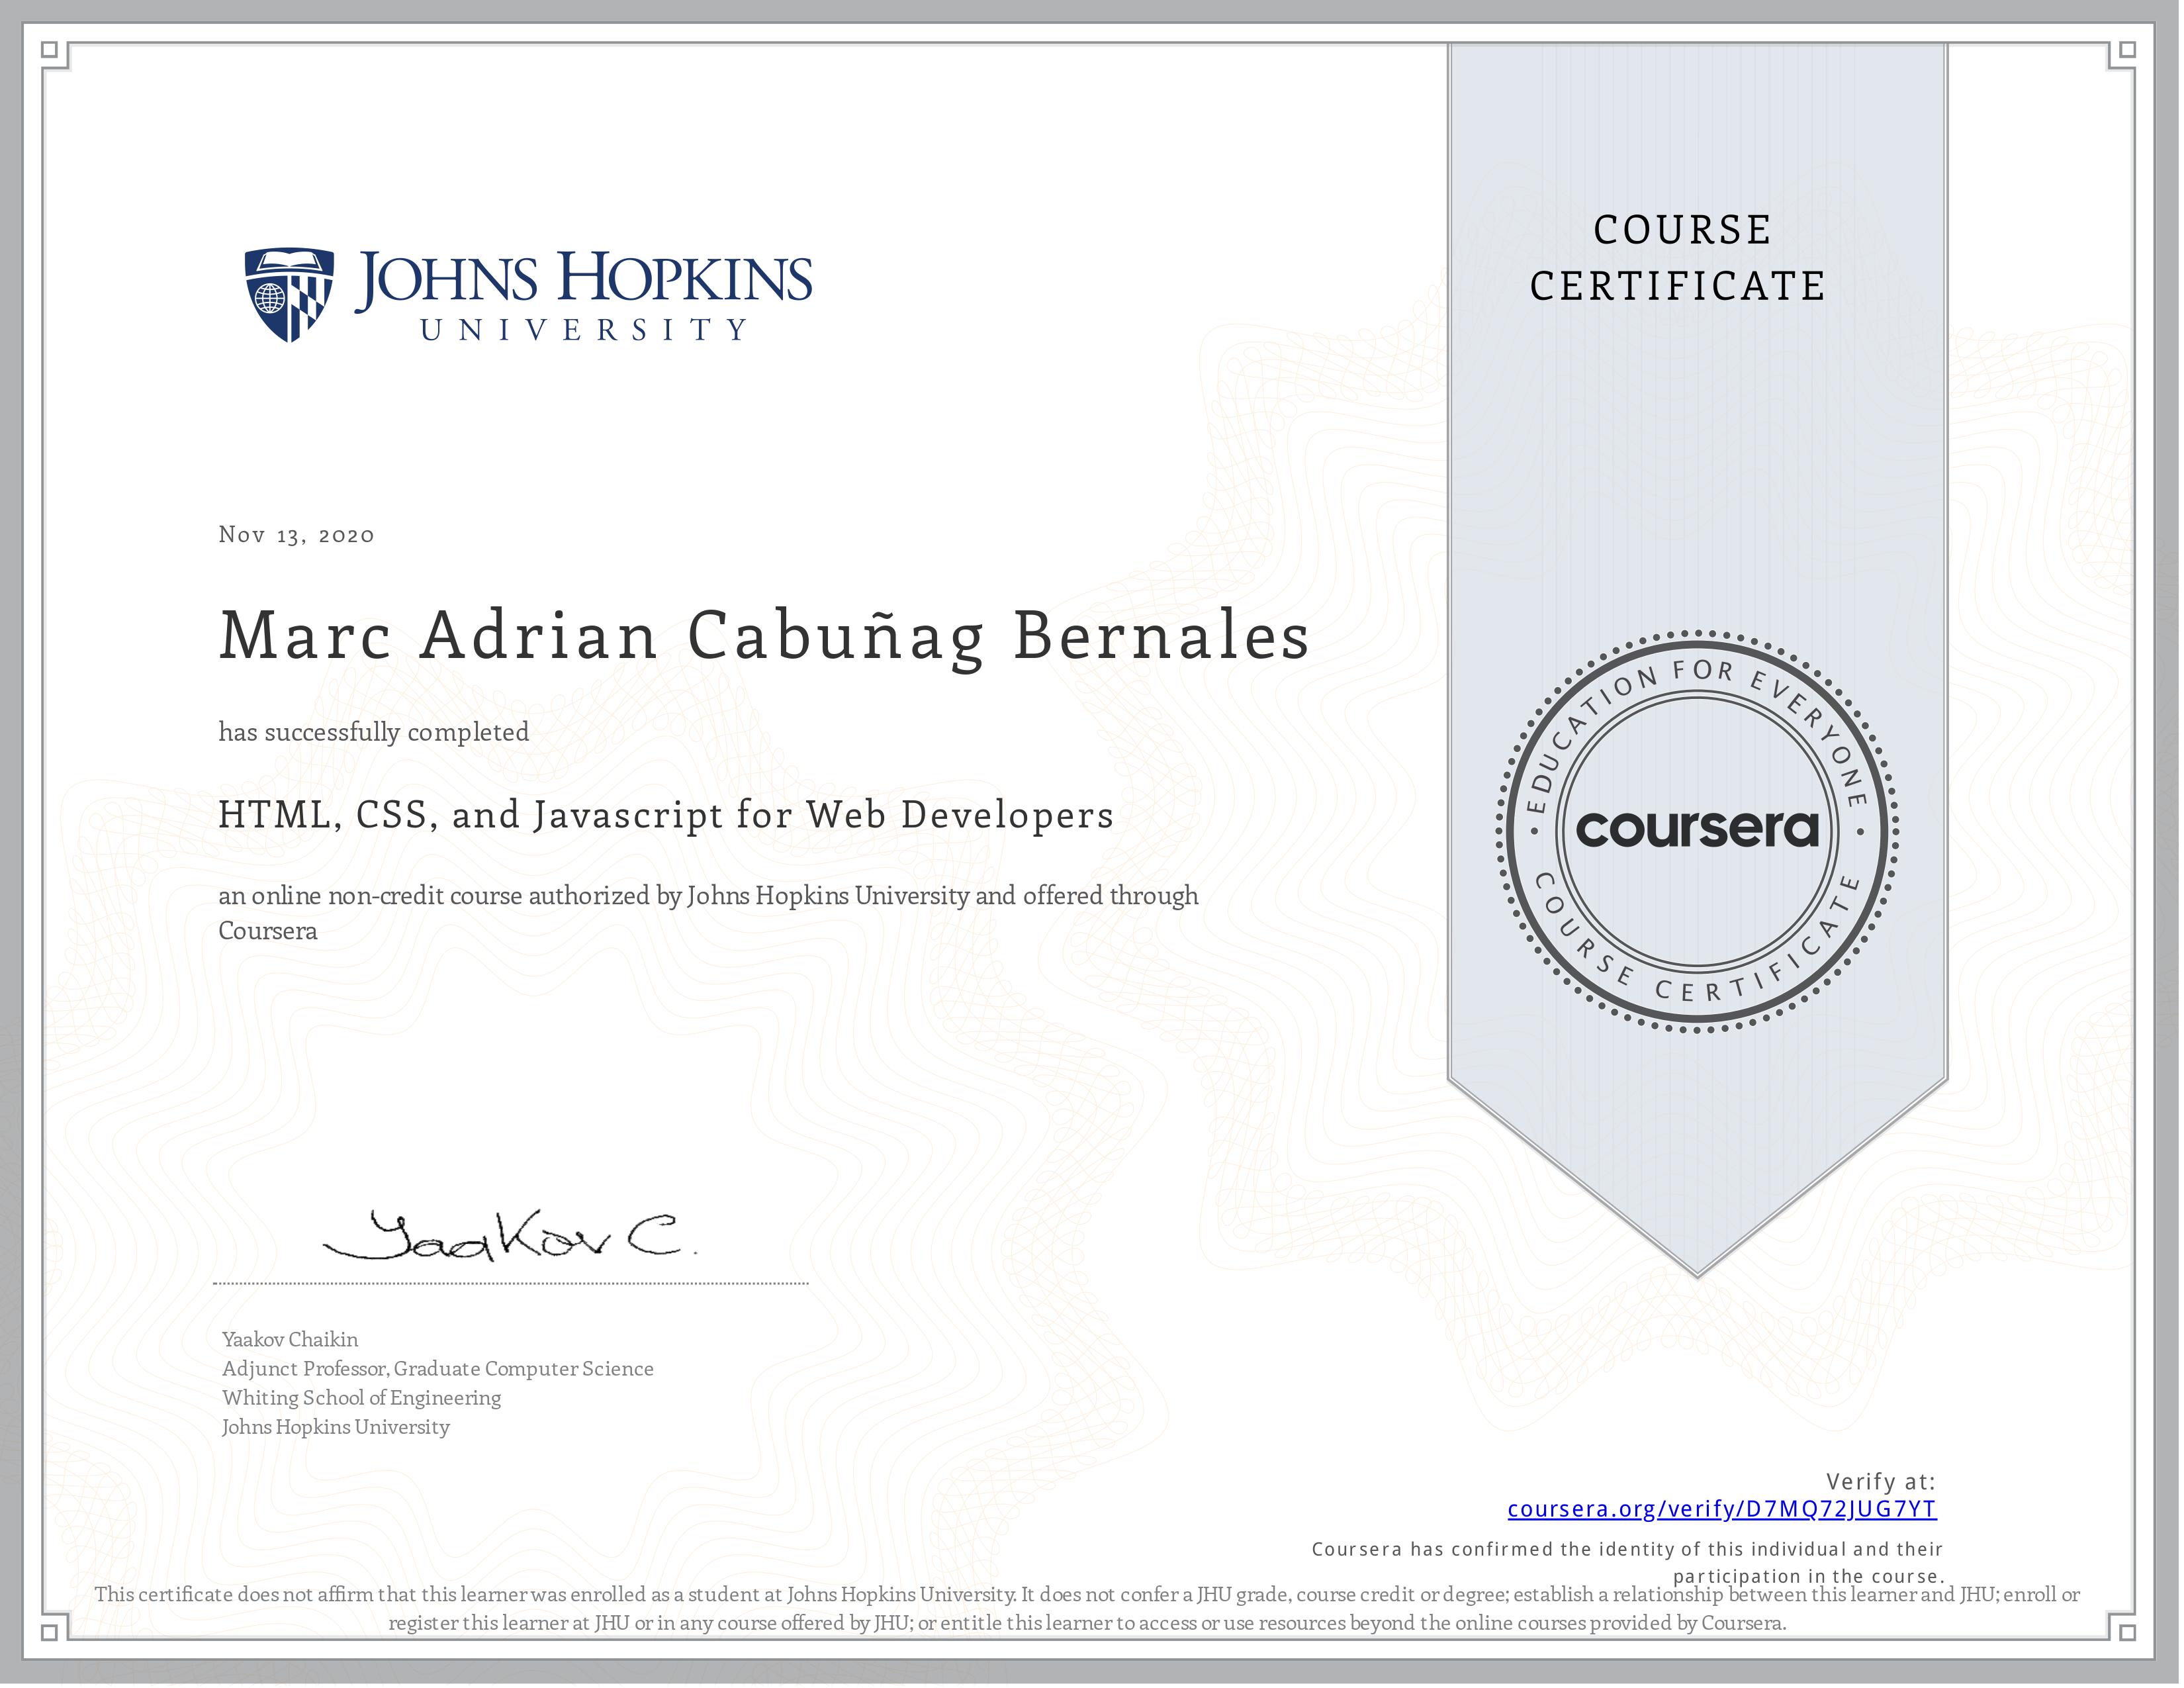 JOHNS HOPKINS
UNIVERSITY
COURSE
CERTIFICATE
Nov 13, 2020
Marc Adrian Cabuñag Bernales
has successfully completed
HTML, CSS, and Javascript for Web Developers
an online non-credit course authorized by Johns Hopkins University and offered through
Coursera
EDUCATION FOR EVERYONE
coursera
COURSE CERTIFICATE
Yaakov C.
Yaakov Chaikin
Adjunct Professor, Graduate Computer Science
Whiting School of Engineering
Johns Hopkins University
Verify at:
coursera.org/verify/D7MQ72JUG7YT
Coursera has confirmed the identity of this individual and their
participation in the course.
This certificate does not affirm that this learner was enrolled as a student at Johns Hopkins University. It does not confer a JHU grade, course credit or degree; establish a relationship between this learner and JHU; enroll or
register this learner at JHU or in any course offered by JHU; or entitle this learner to access or use resources beyond the online courses provided by Coursera.